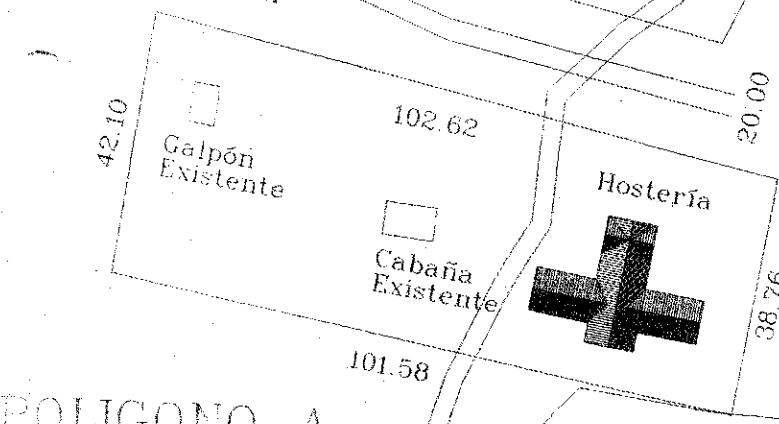 20.00
102.62
42.10
Galpón
Existente
Hostería
Cabaña
Existente
38.76
101.58
POLIGONO A